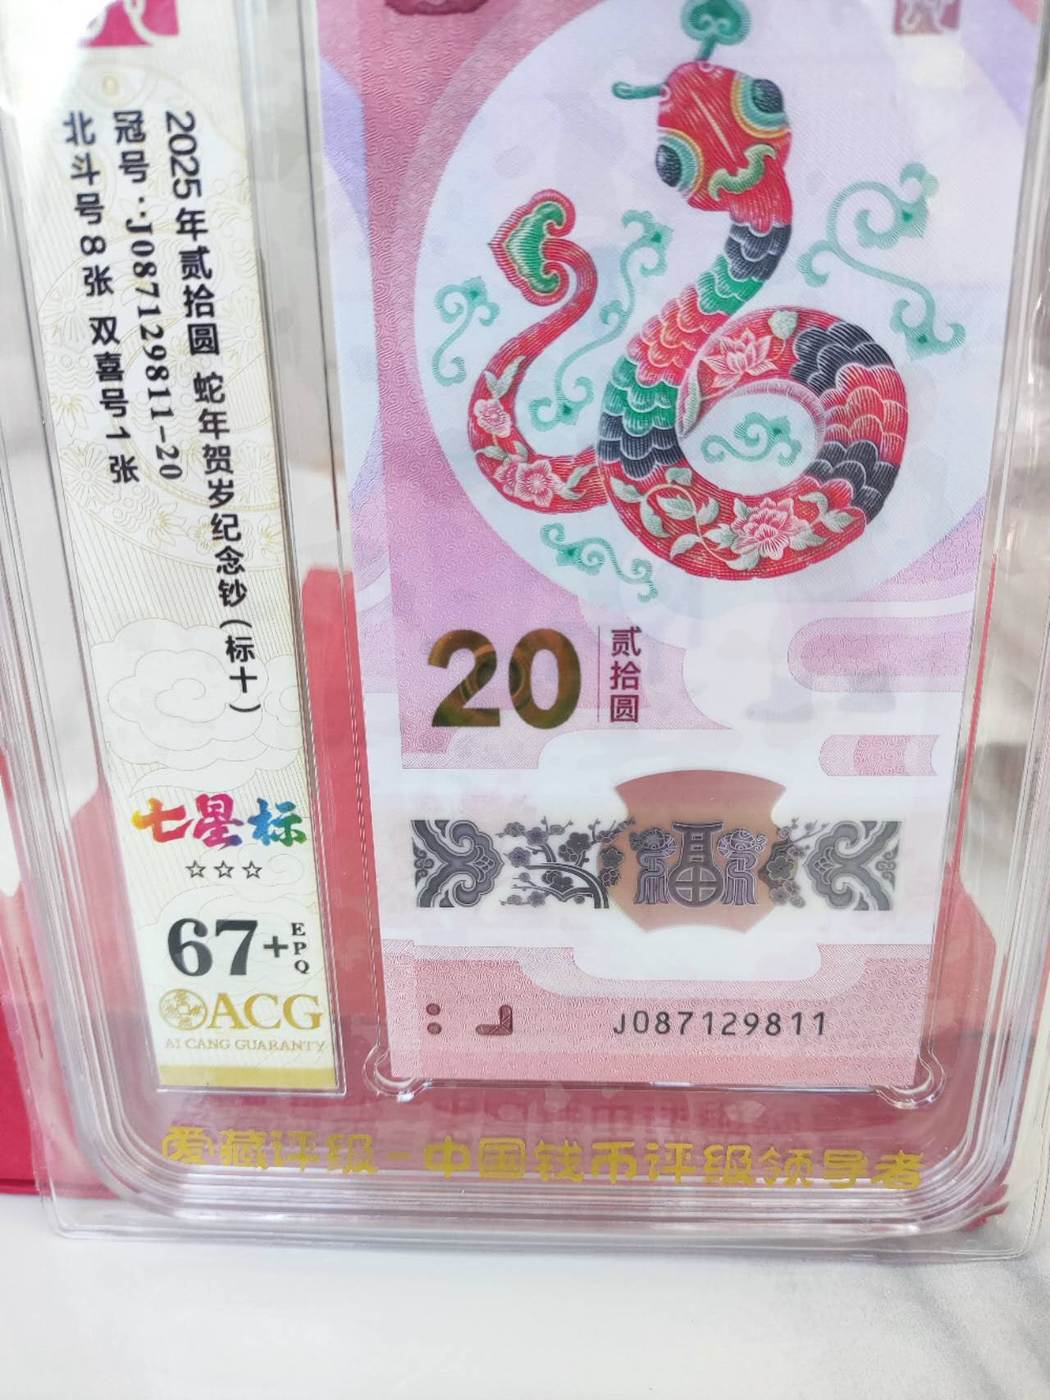 2025年贰拾圆 蛇年贺岁纪念钞(标十)
冠号:J087129811-20
北斗号8张 双喜号1张
七星标
☆☆☆
67+EPQ
ACG
AI CANG GUARANTY
20 贰拾圆
J087129811
爱藏评级-中国钱币评级领导者